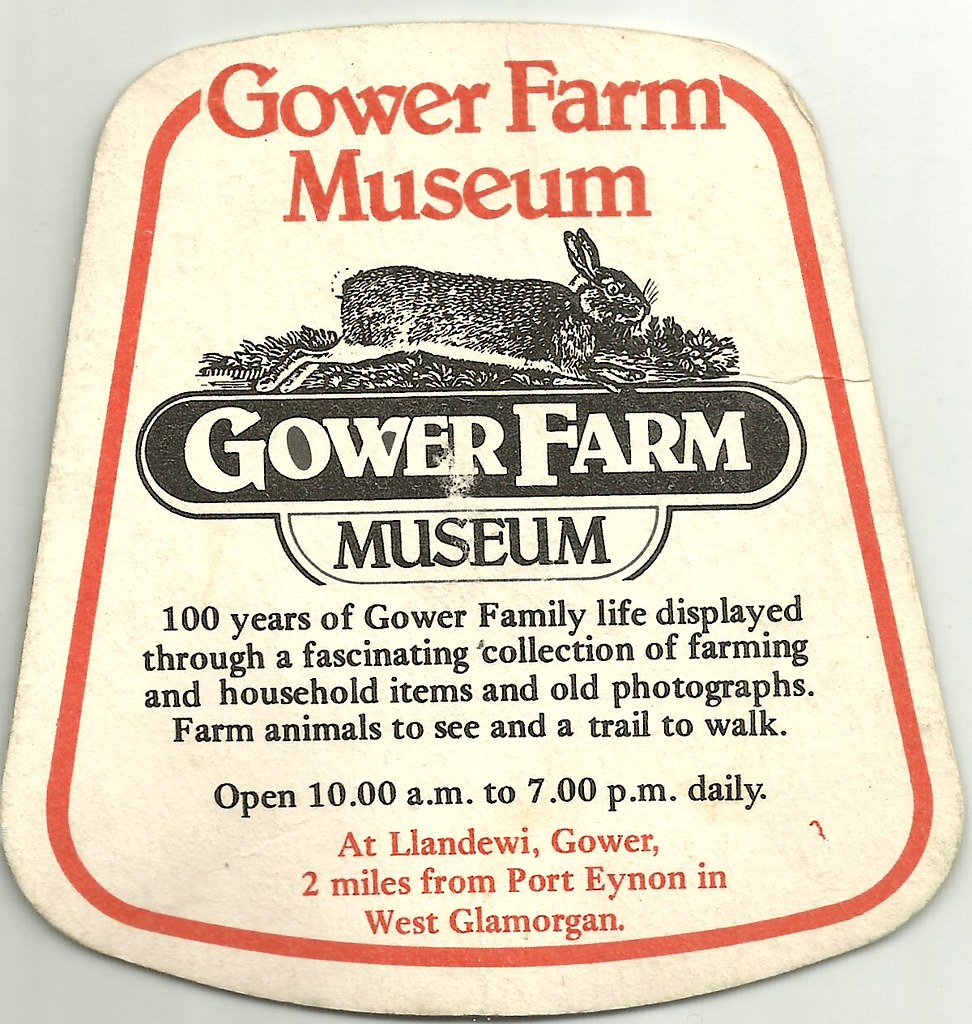 Gower Farm
Museum
GOWER FARM
MUSEUM
100 years of Gower Family life displayed
through a fascinating collection of farming
and household items and old photographs.
Farm animals to see and a trail to walk.
Open 10.00 a.m. to 7.00 p.m. daily.
At Llandewi, Gower,
2 miles from Port Eynon in
West Glamorgan.